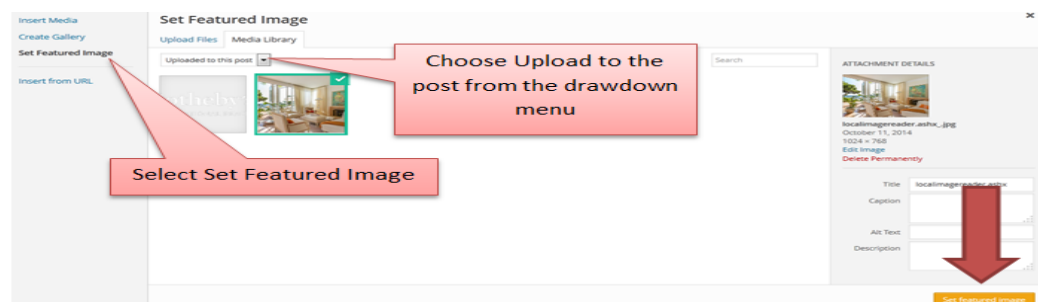 Insert Media
Create Gallery
Set Featured Image
Insert from URL
Set Featured Image
×
Upload Files
Media Library
Uploaded to this post
Search
Choose Upload to the
post from the drawdown
menu
Select Set Featured Image
ATTACHMENT DETAILS
localimagereader.ashx_.jpg
October 11, 2014
1024 × 768
Edit Image
Delete Permanently
Title
localimagereader.ashx
Caption
Alt Text
Description
Set featured image